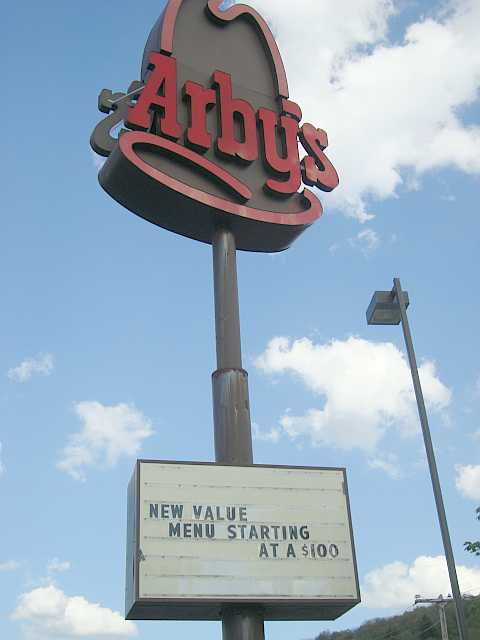 Arby's
NEW VALUE
MENU STARTING
AT A $100